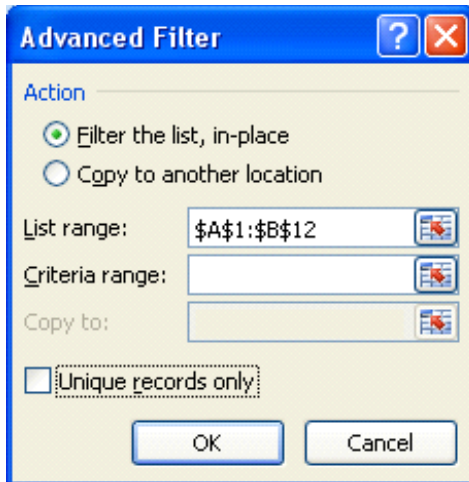 Advanced Filter
?
Action
Filter the list, in-place
Copy to another location
List range: $A$1:$B$12
Criteria range:
Copy to:
Unique records only
OK Cancel